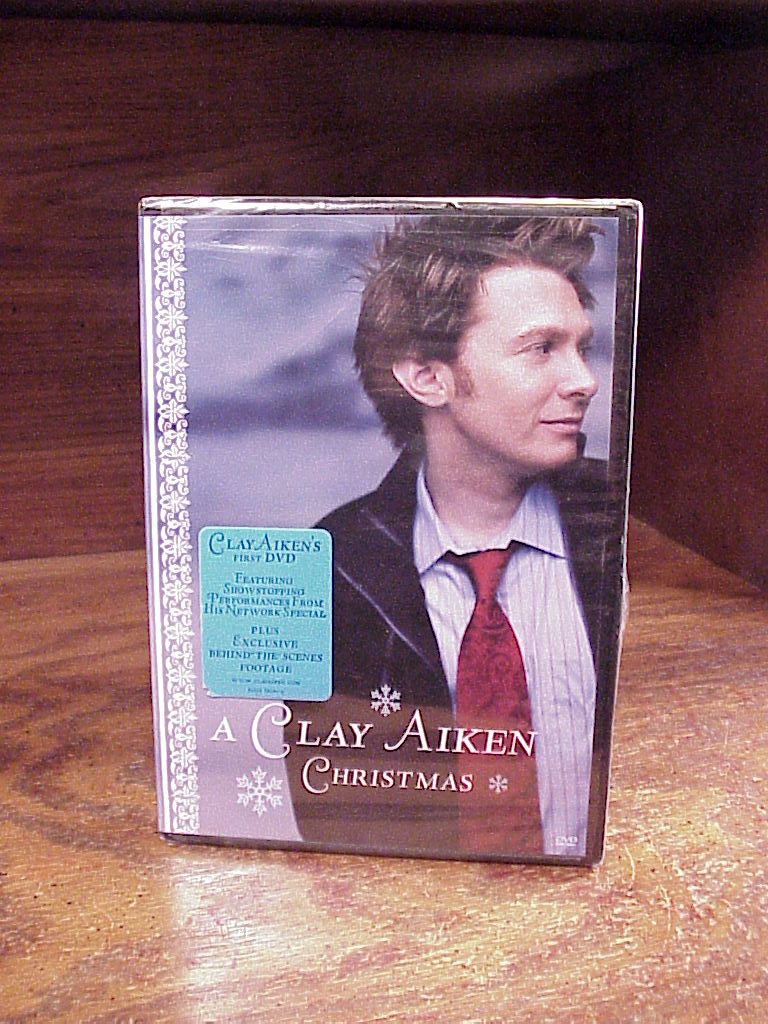 Clay Aiken's
First DVD
Featuring
Showstopping
Performances From
His Network Special
Plus
Exclusive
Behind-the-Scenes
Footage
A Clay Aiken
Christmas
DVD